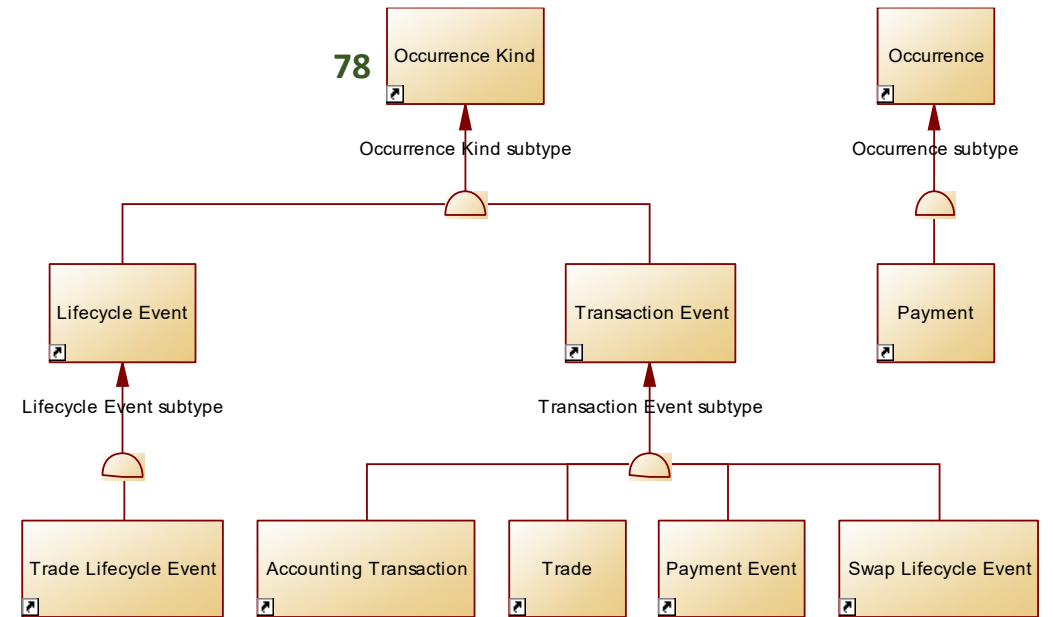 78
Occurrence Kind
Occurrence
Occurrence Kind subtype
Occurrence subtype
Lifecycle Event
Transaction Event
Payment
Lifecycle Event subtype
Transaction Event subtype
Trade Lifecycle Event
Accounting Transaction
Trade
Payment Event
Swap Lifecycle Event